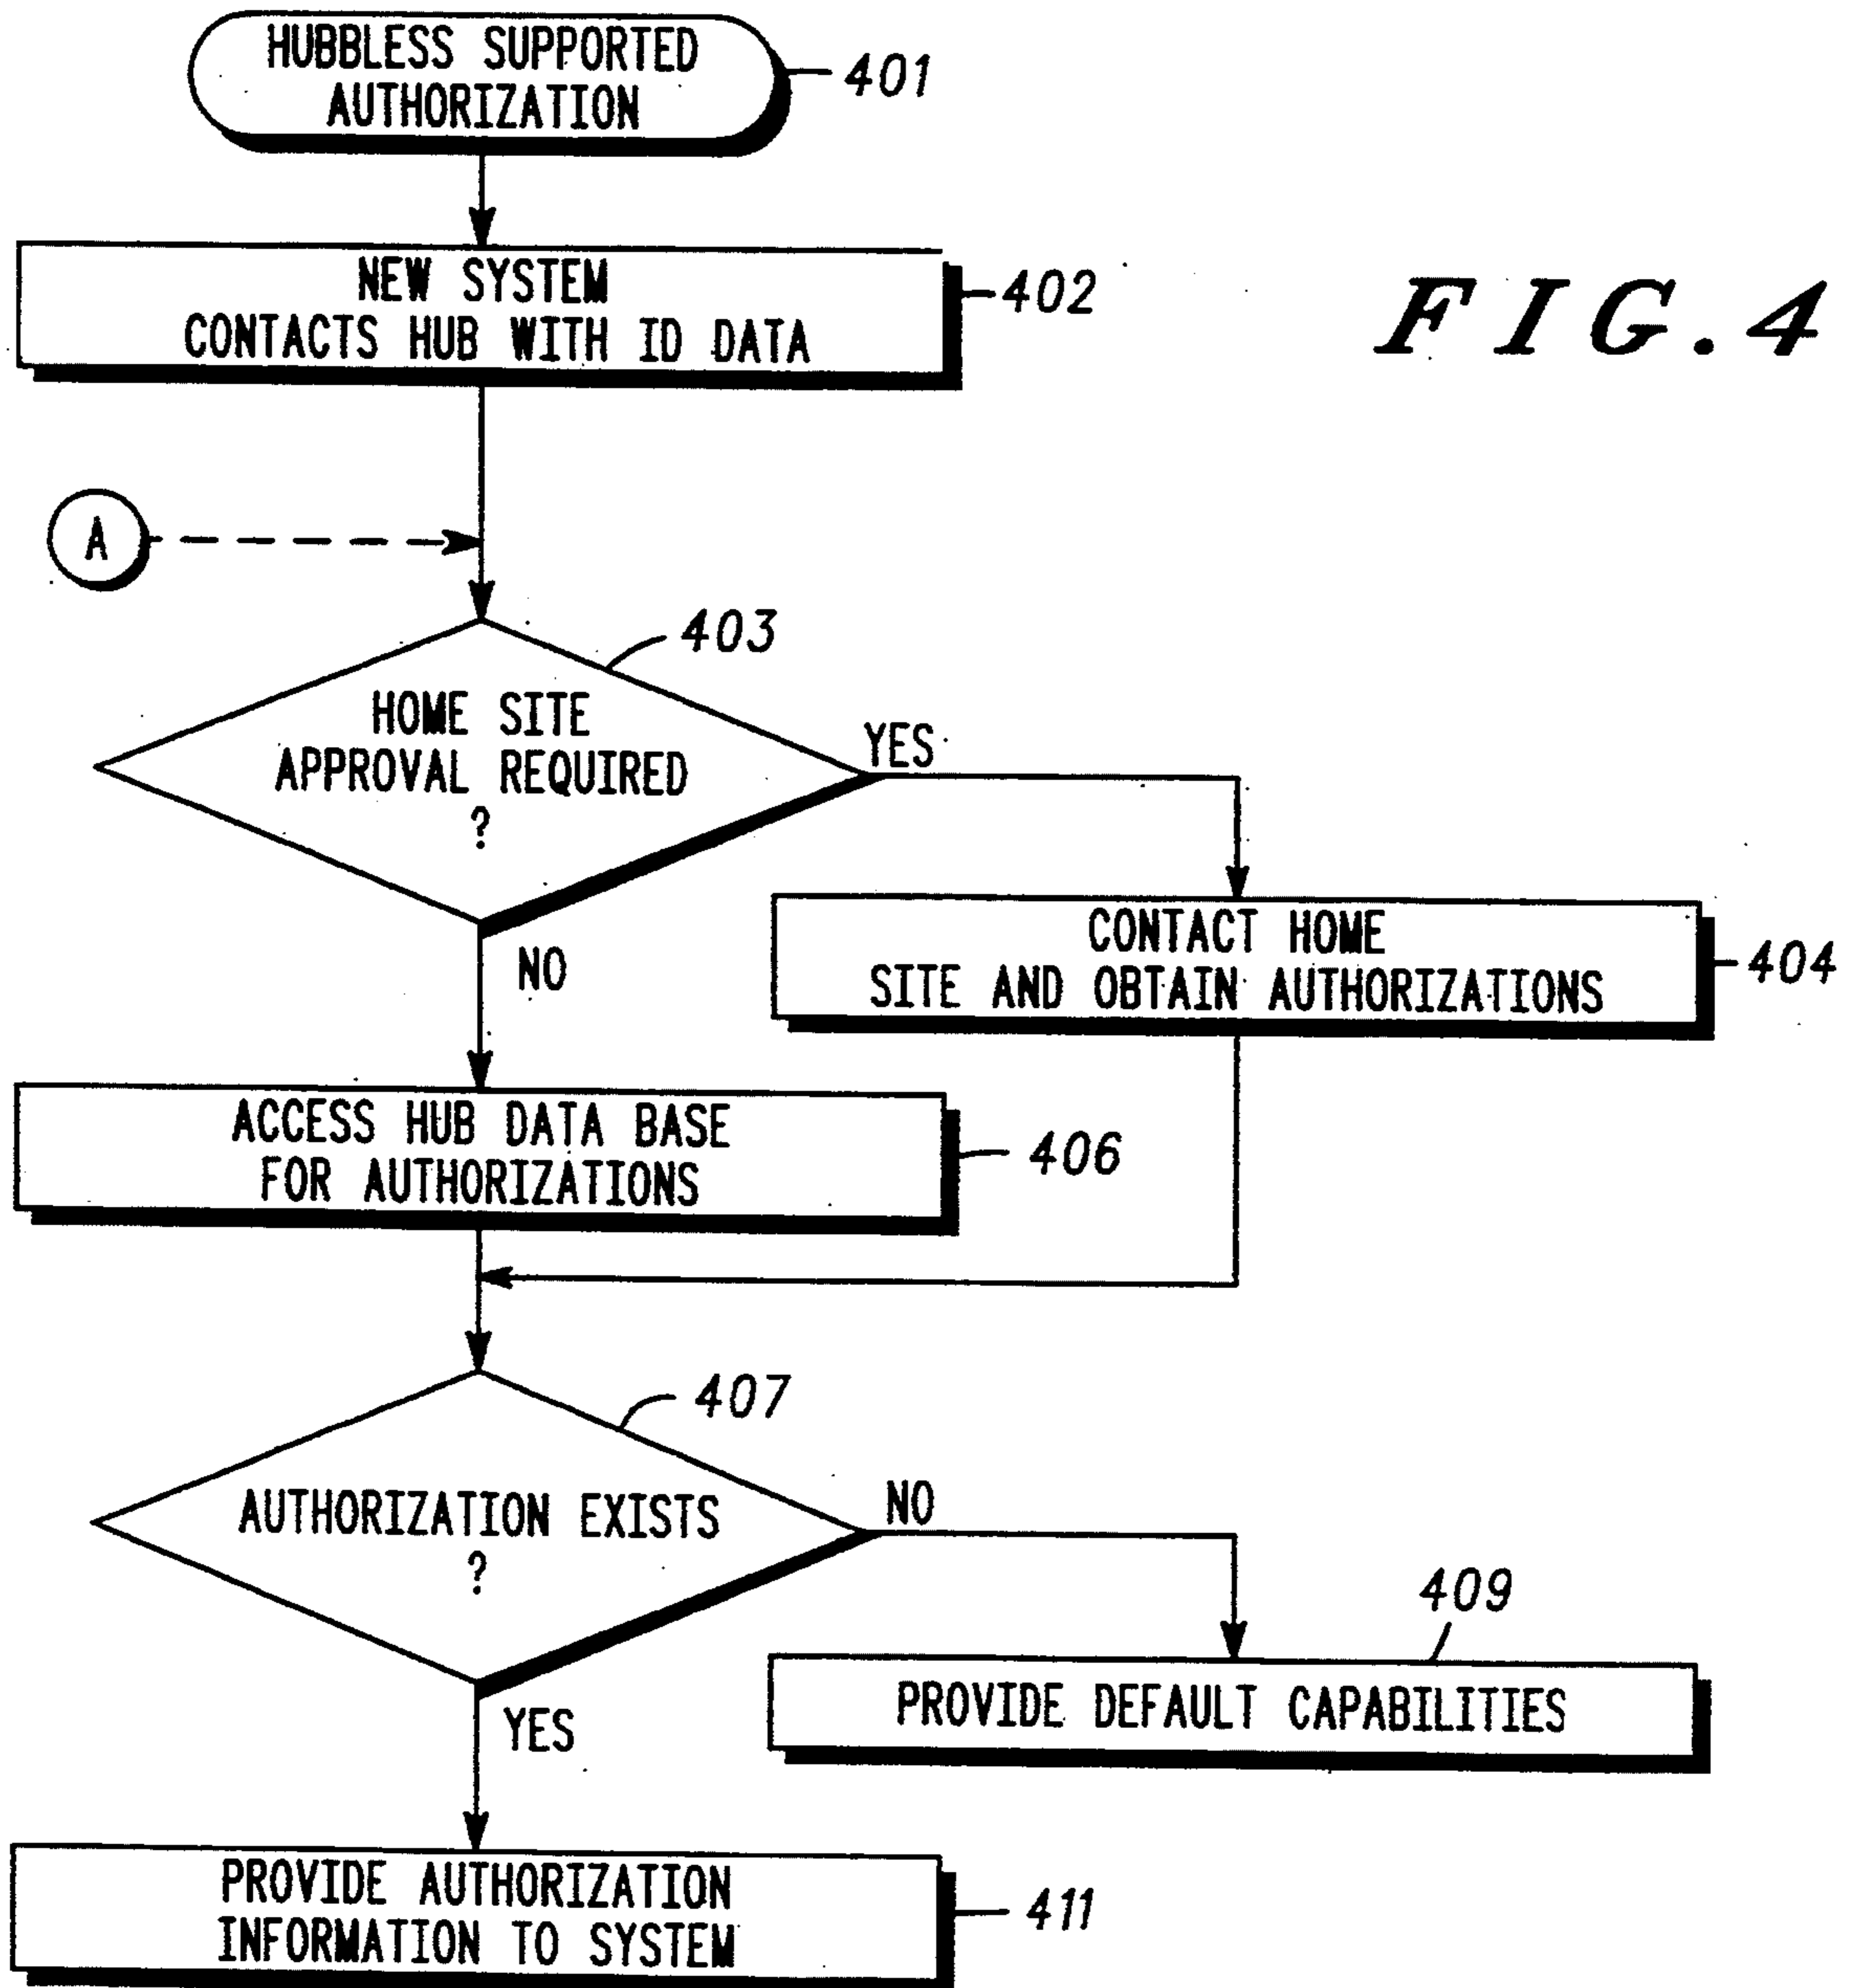 HUBBLESS SUPPORTED
AUTHORIZATION
401
NEW SYSTEM
CONTACTS HUB WITH ID DATA
402
FIG.4
A
403
HOME SITE
APPROVAL REQUIRED
?
YES
NO
CONTACT HOME
SITE AND OBTAIN AUTHORIZATIONS
404
ACCESS HUB DATA BASE
FOR AUTHORIZATIONS
406
407
AUTHORIZATION EXISTS
?
NO
YES
409
PROVIDE DEFAULT CAPABILITIES
PROVIDE AUTHORIZATION
INFORMATION TO SYSTEM
411